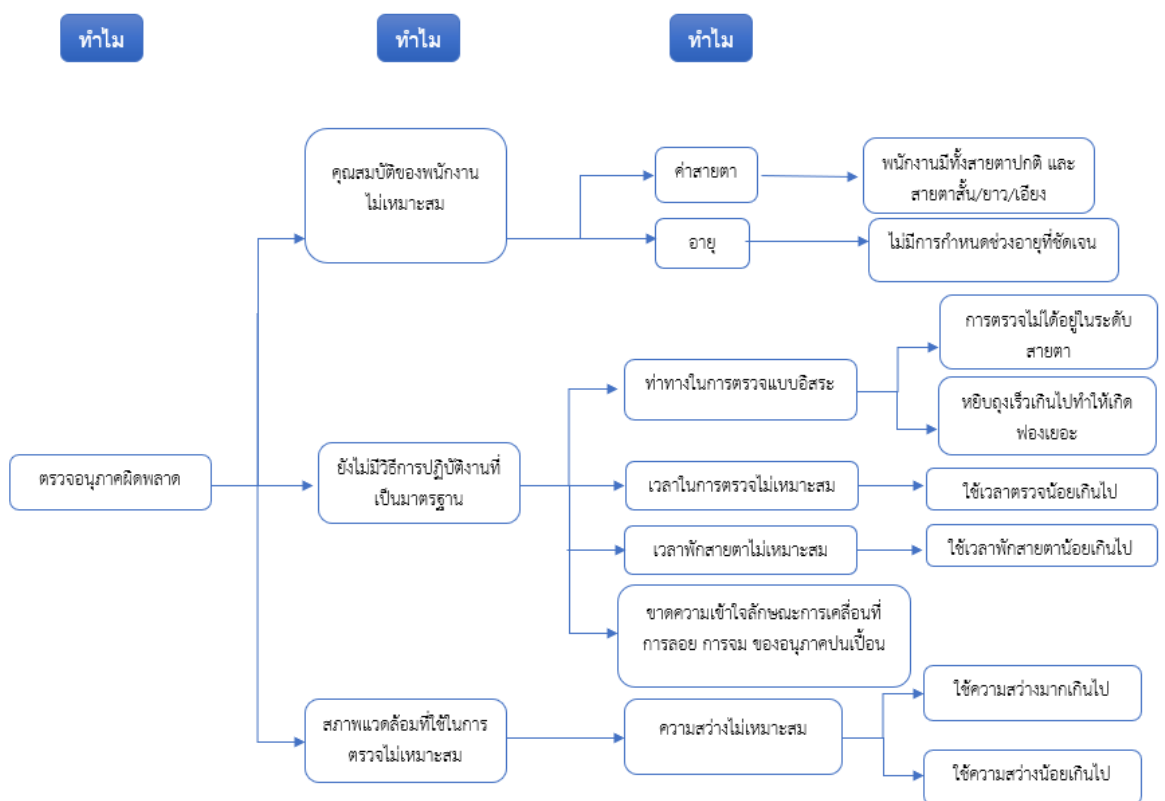 ทำไม
ทำไม
ทำไม
คุณสมบัติของพนักงาน
ไม่เหมาะสม
ค่าสายตา
พนักงานมีทั้งสายตาปกติ และ
สายตาสั้น/ยาว/เอียง
อายุ
ไม่มีการกำหนดช่วงอายุที่ชัดเจน
ตรวจอนุภาคผิดพลาด
ยังไม่มีวิธีการปฏิบัติงานที่
เป็นมาตรฐาน
ท่าทางในการตรวจแบบอิสระ
การตรวจไม่ได้อยู่ในระดับ
สายตา
หยิบถุงเร็วเกินไปทำให้เกิด
ฟองเยอะ
เวลาในการตรวจไม่เหมาะสม
ใช้เวลาตรวจน้อยเกินไป
เวลาพักสายตาไม่เหมาะสม
ใช้เวลาพักสายตาน้อยเกินไป
ขาดความเข้าใจลักษณะการเคลื่อนที่
การลอย การจม ของอนุภาคปนเปื้อน
สภาพแวดล้อมที่ใช้ในการ
ตรวจไม่เหมาะสม
ความสว่างไม่เหมาะสม
ใช้ความสว่างมากเกินไป
ใช้ความสว่างน้อยเกินไป